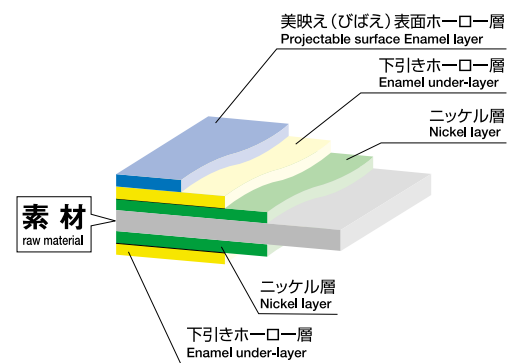 美映え(びばえ)表面ホーロー層
Projectable surface Enamel layer
下引きホーロー層
Enamel under-layer
ニッケル層
Nickel layer
素材
raw material
ニッケル層
Nickel layer
下引きホーロー層
Enamel under-layer